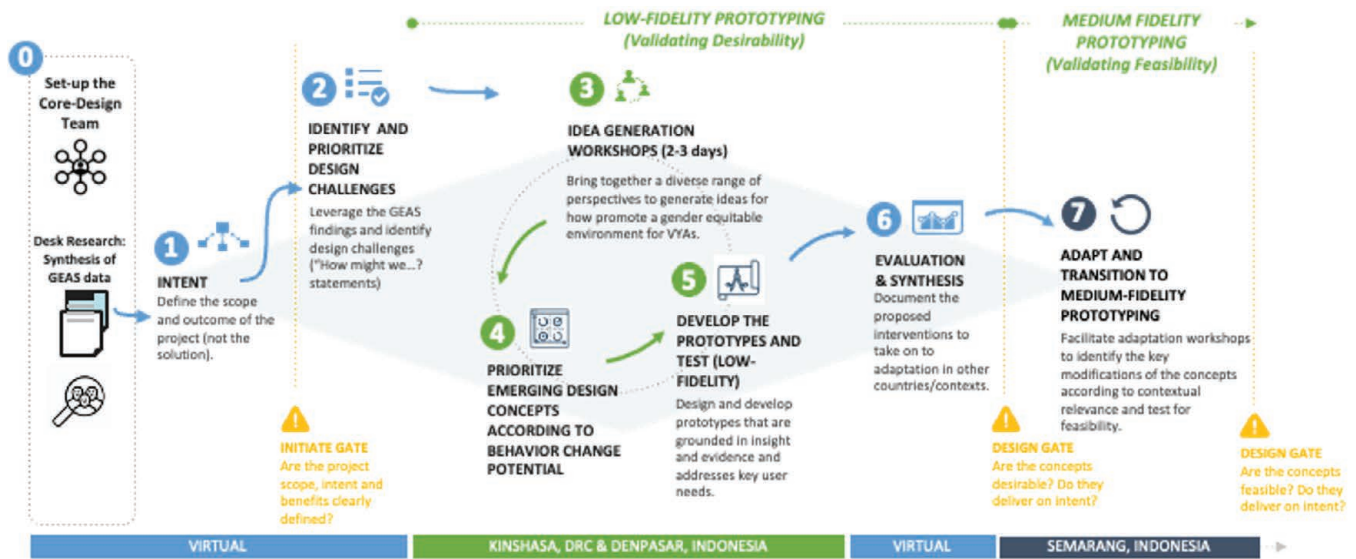 LOW-FIDELITY PROTOTYPING
(Validating Desirability)
MEDIUM FIDELITY
PROTOTYPING
(Validating Feasibility)
0
Set-up the
Core-Design
Team
Desk Research:
Synthesis of
GEAS data
1
INTENT
Define the scope
and outcome of the
project (not the
solution).
2
IDENTIFY AND
PRIORITIZE
DESIGN
CHALLENGES
Leverage the GEAS
findings and identify
design challenges
("How might we...?
statements)
3
IDEA GENERATION
WORKSHOPS (2-3 days)
Bring together a diverse range of
perspectives to generate ideas for
how promote a gender equitable
environment for VYAs.
4
PRIORITIZE
EMERGING DESIGN
CONCEPTS
ACCORDING TO
BEHAVIOR CHANGE
POTENTIAL
5
DEVELOP THE
PROTOTYPES AND
TEST (LOW-
FIDELITY)
Design and develop
prototypes that are
grounded in insight
and evidence and
addresses key user
needs.
6
EVALUATION
& SYNTHESIS
Document the
proposed
interventions to
take on to
adaptation in other
countries/contexts.
7
ADAPT AND
TRANSITION TO
MEDIUM-FIDELITY
PROTOTYPING
Facilitate adaptation workshops
to identify the key
modifications of the concepts
according to contextual
relevance and test for
feasibility.
INITIATE GATE
Are the project
scope, intent and
benefits clearly
defined?
DESIGN GATE
Are the concepts
desirable? Do they
deliver on intent?
DESIGN GATE
Are the concepts
feasible? Do they
deliver on intent?
VIRTUAL
KINSHASA, DRC & DENPASAR, INDONESIA
VIRTUAL
SEMARANG, INDONESIA